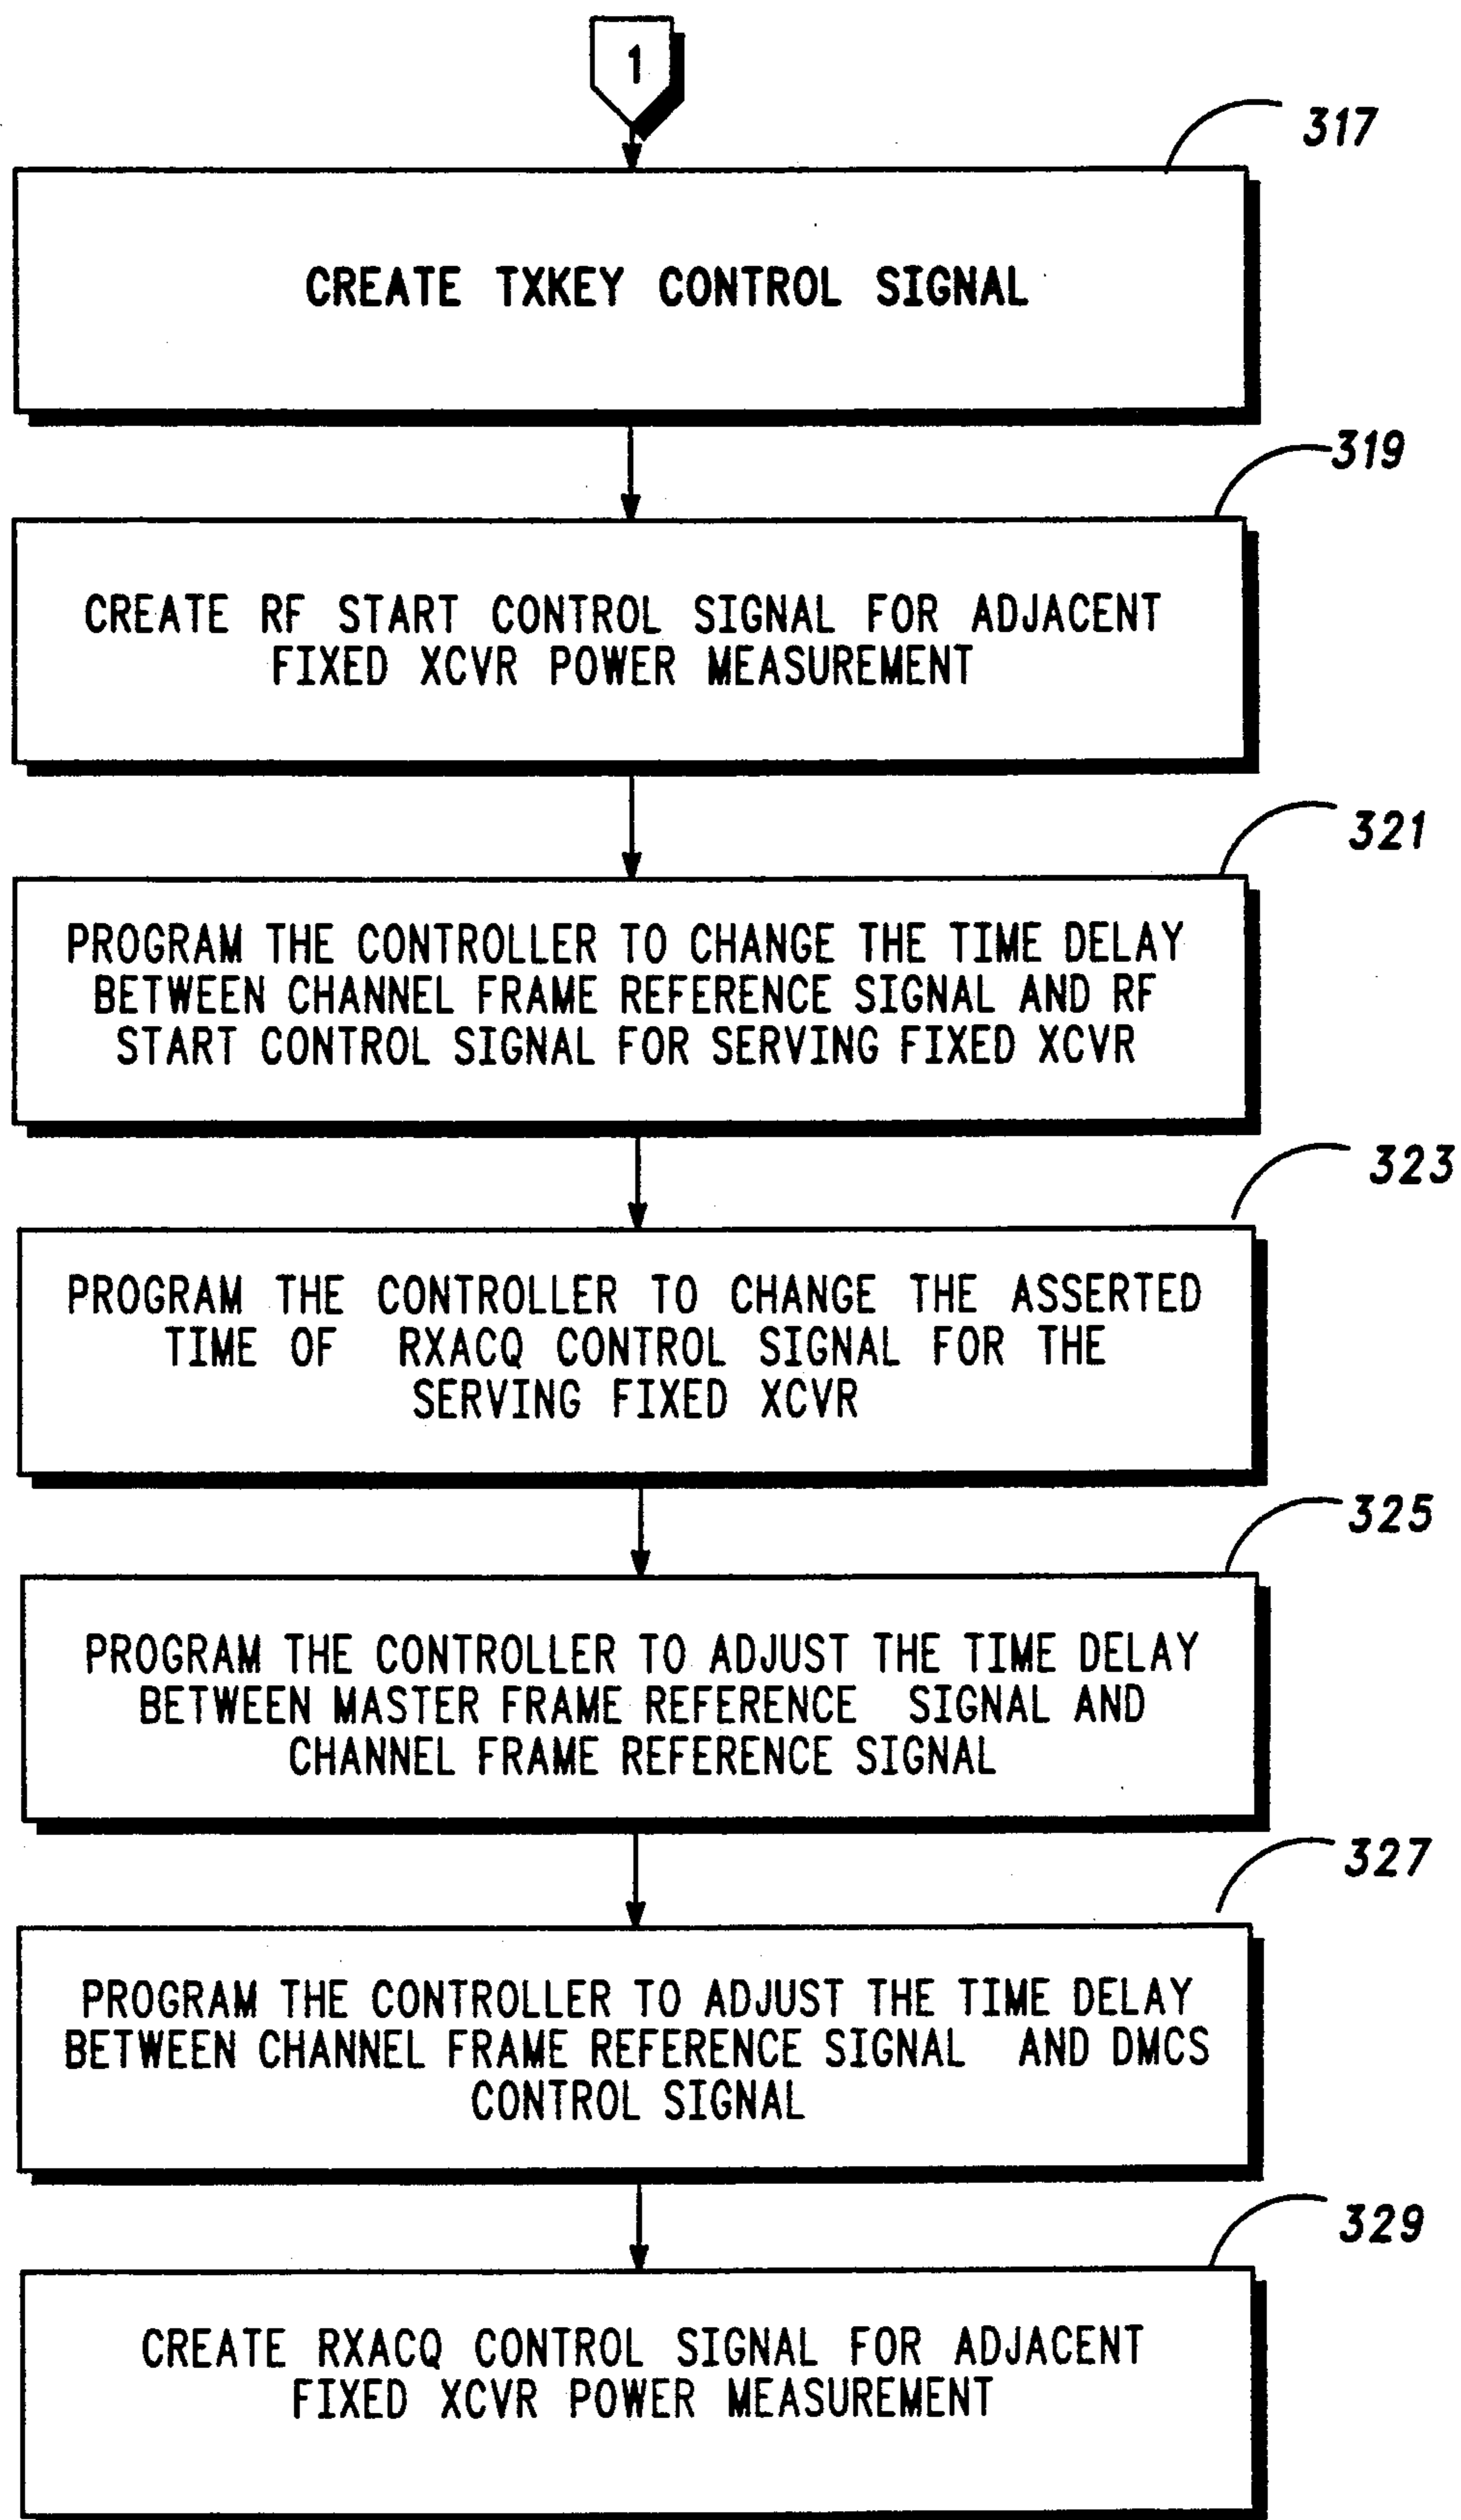 1
317
CREATE TXKEY CONTROL SIGNAL
319
CREATE RF START CONTROL SIGNAL FOR ADJACENT
FIXED XCVR POWER MEASUREMENT
321
PROGRAM THE CONTROLLER TO CHANGE THE TIME DELAY
BETWEEN CHANNEL FRAME REFERENCE SIGNAL AND RF
START CONTROL SIGNAL FOR SERVING FIXED XCVR
323
PROGRAM THE CONTROLLER TO CHANGE THE ASSERTED
TIME OF RXACQ CONTROL SIGNAL FOR THE
SERVING FIXED XCVR
325
PROGRAM THE CONTROLLER TO ADJUST THE TIME DELAY
BETWEEN MASTER FRAME REFERENCE SIGNAL AND
CHANNEL FRAME REFERENCE SIGNAL
327
PROGRAM THE CONTROLLER TO ADJUST THE TIME DELAY
BETWEEN CHANNEL FRAME REFERENCE SIGNAL AND DMCS
CONTROL SIGNAL
329
CREATE RXACQ CONTROL SIGNAL FOR ADJACENT
FIXED XCVR POWER MEASUREMENT